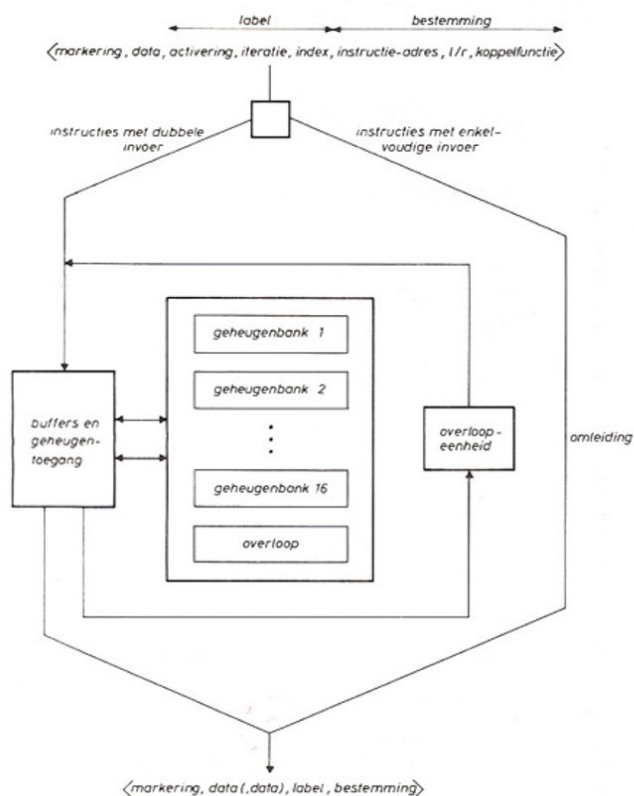 label
bestemming
⟨markering, data, activering, iteratie, index, instructie-adres, l/r, koppelfunctie⟩
instructies met dubbele
invoer
instructies met enkel-
voudige invoer
geheugenbank 1
geheugenbank 2
buffers en
geheugen-
toegang
overloop-
eenheid
omleiding
geheugenbank 16
overloop
⟨markering, data(,data), label, bestemming⟩